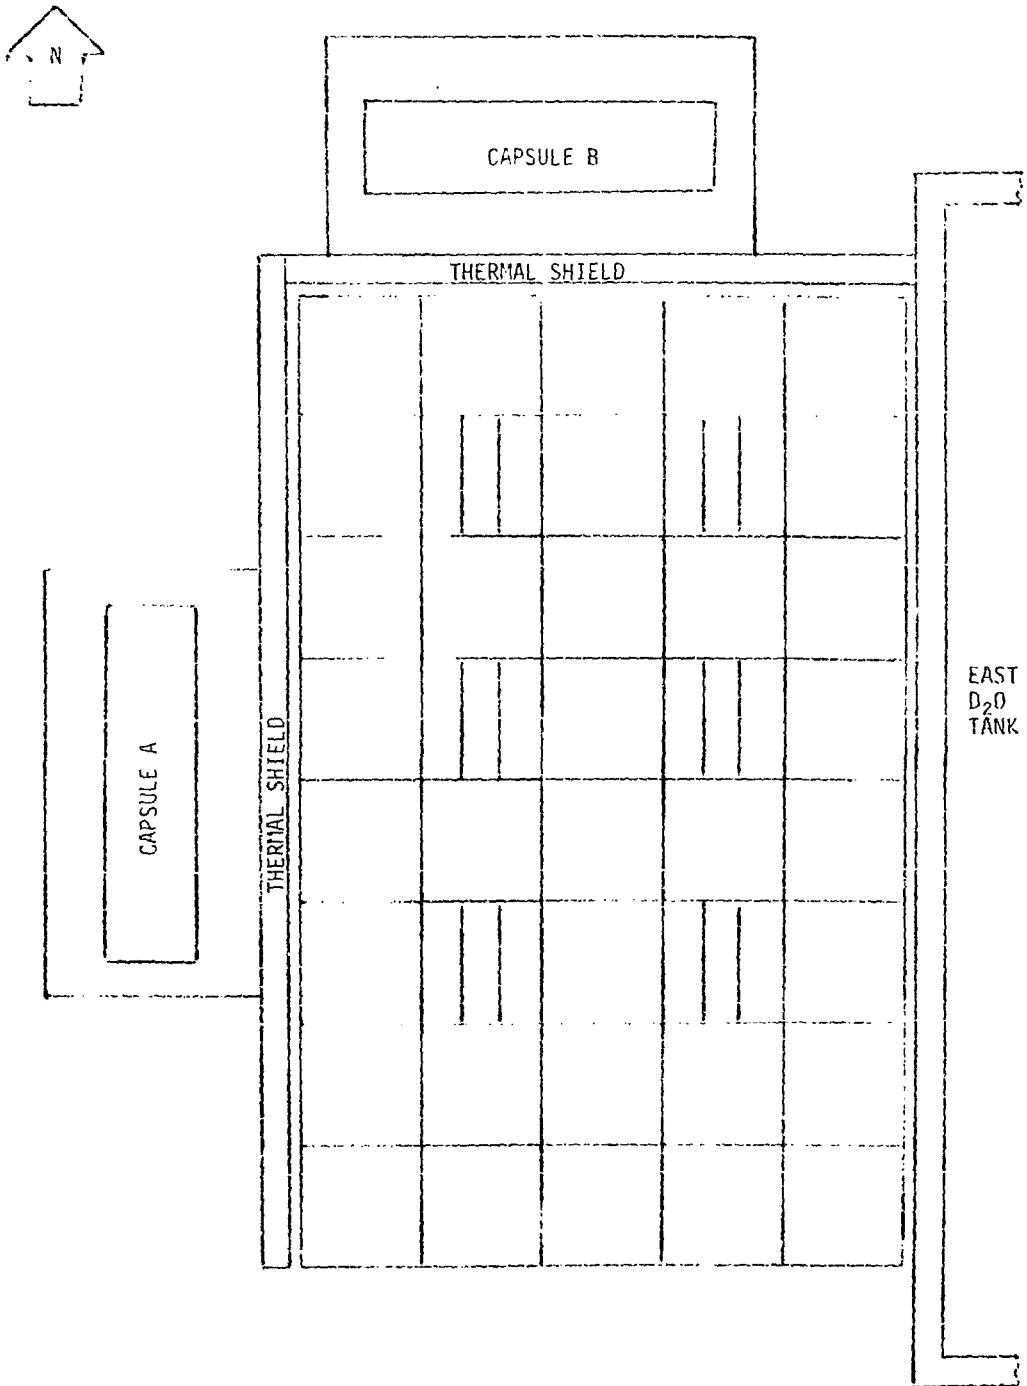 N
CAPSULE B
THERMAL SHIELD
EAST
D₂O
TANK
CAPSULE A
THERMAL SHIELD